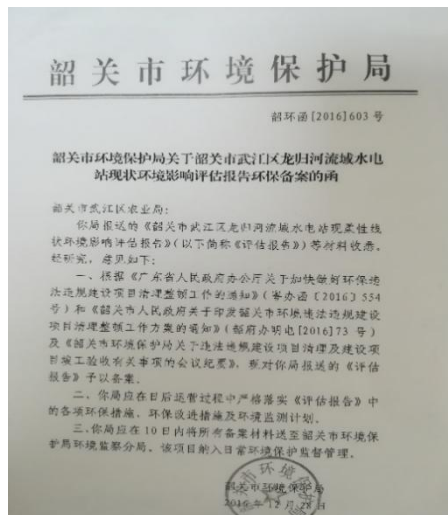 韶关市环境保护局
韶环函[2016]603 号
韶关市环境保护局关于韶关市武江区龙归河流域水电
站现状环境影响评估报告环保备案的函
韶关市武江区农业局:
你局报送的《韶关市武江区龙归河流域水电站现柔性线
状环境影响评估报告》(以下简称《评估报告》)等材料收悉。
经研究,意见如下:
一、根据《广东省人民政府办公厅关于加快做好环保违
法违规建设项目清理整顿工作的通知》(粤办函〔2016〕554
号)和《韶关市人民政府关于印发韶关市环境违法违规建设
项目清理整顿工作方案的通知》(韶府办明电[2016]73 号)
及《韶关市环境保护局关于违法违规建设项目清理及建设项
目竣工验收有关事项的会议纪要》,现对你局报送的《评估
报告》予以备案。
二、你局应在日后运营过程中严格落实《评估报告》中
的各项环保措施、环保改进措施及环境监测计划。
三、你局应在 10 日内将所有备案材料送至韶关市环境保
护局环境监察分局。该项目纳入日常环境保护监督管理。
韶关市环境保护局
2016 年 12 月 28 日